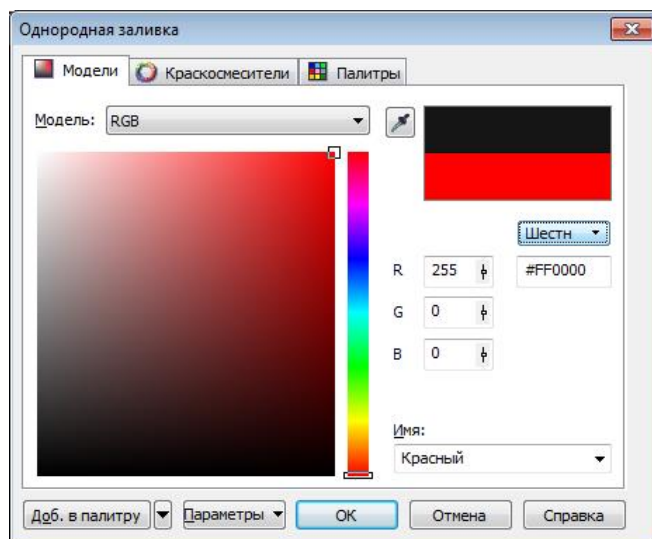 Однородная заливка
Модели Краскосмесители Палитры
Модель: RGB
Шестн
R 255 #FF0000
G 0
B 0
Имя:
Красный
Доб. в палитру Параметры OK Отмена Справка